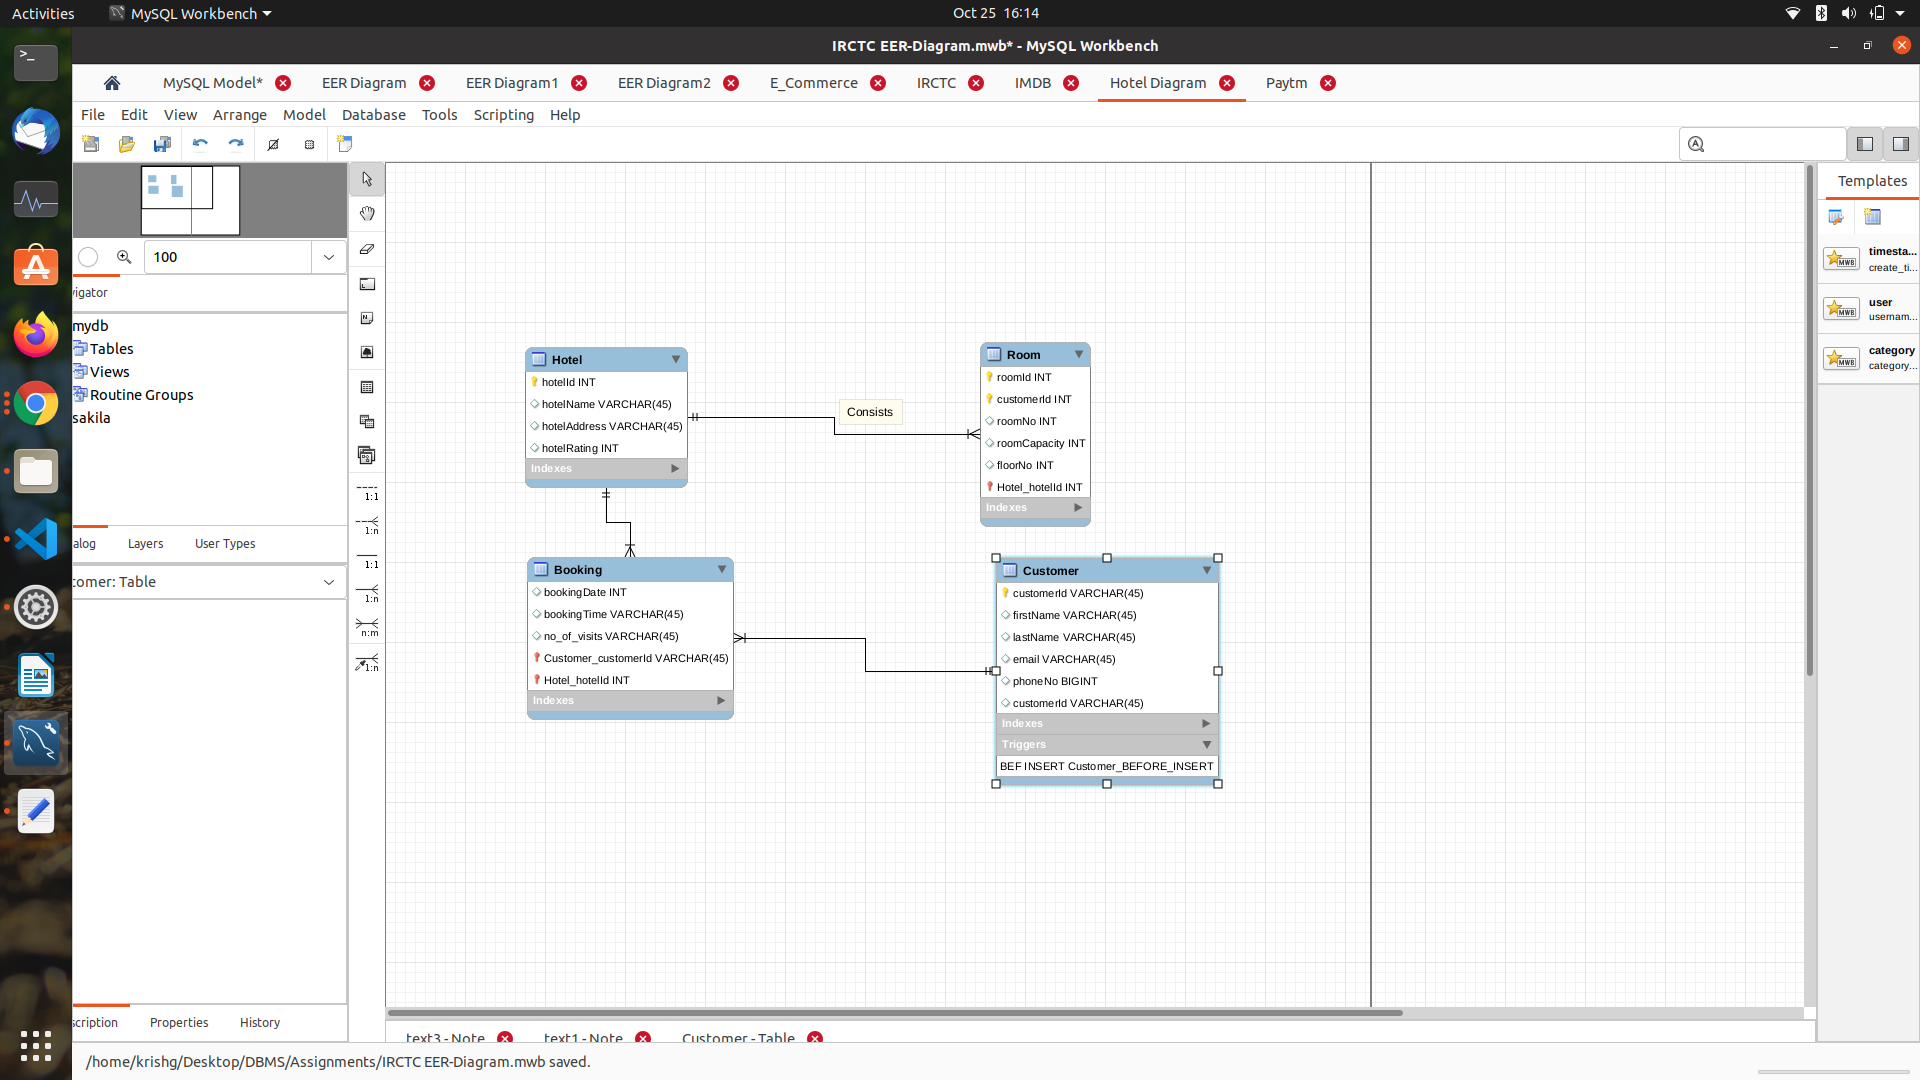 Activities
MySQL Workbench
Oct 25 16:14
IRCTC EER-Diagram.mwb* - MySQL Workbench
MySQL Model*
EER Diagram
EER Diagram1
EER Diagram2
E_Commerce
IRCTC
IMDB
Hotel Diagram
Paytm
File Edit View Arrange Model Database Tools Scripting Help
100
vigator
mydb
Tables
Views
Routine Groups
sakila
alog
Layers
User Types
tomer: Table
scription
Properties
History
1:1
1:n
1:1
1:n
n:m
1:n
Hotel
hotelId INT
hotelName VARCHAR(45)
hotelAddress VARCHAR(45)
hotelRating INT
Indexes
Consists
Room
roomId INT
customerId INT
roomNo INT
roomCapacity INT
floorNo INT
Hotel_hotelId INT
Indexes
Booking
bookingDate INT
bookingTime VARCHAR(45)
no_of_visits VARCHAR(45)
Customer_customerId VARCHAR(45)
Hotel_hotelId INT
Indexes
Customer
customerId VARCHAR(45)
firstName VARCHAR(45)
lastName VARCHAR(45)
email VARCHAR(45)
phoneNo BIGINT
customerId VARCHAR(45)
Indexes
Triggers
BEF INSERT Customer_BEFORE_INSERT
Templates
timesta...
create_ti...
user
usernam...
category
category...
text3 - Note
text1 - Note
Customer - Table
/home/krishg/Desktop/DBMS/Assignments/IRCTC EER-Diagram.mwb saved.